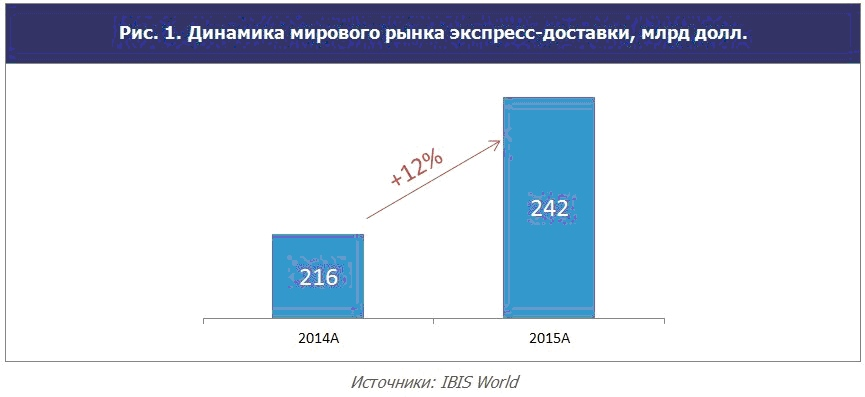 Рис. 1. Динамика мирового рынка экспресс-доставки, млрд долл.
+12%
242
216
2014A
2015A
Источники: IBIS World